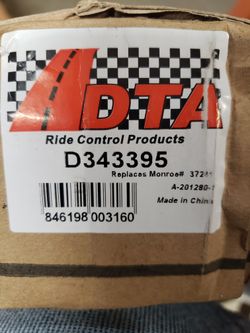 DTA
Ride Control Products
D343395
Replaces Monroe#
Made in China
846198 003160